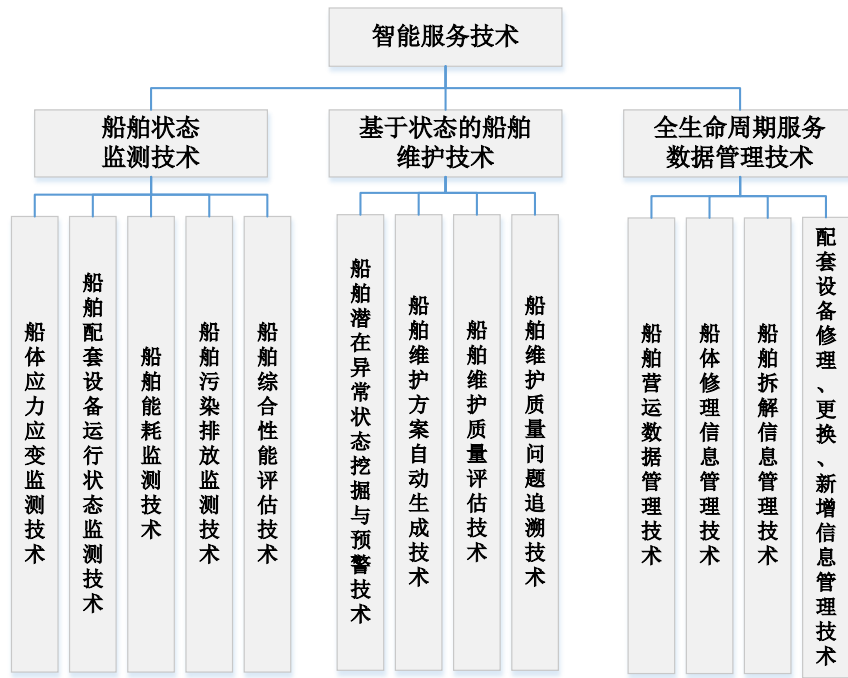 智能服务技术
船舶状态
监测技术
基于状态的船舶
维护技术
全生命周期服务
数据管理技术
船体应力应变监测技术
船舶配套设备运行状态监测技术
船舶能耗监测技术
船舶污染排放监测技术
船舶综合性能评估技术
船舶潜在异常状态挖掘与预警技术
船舶维护方案自动生成技术
船舶维护质量评估技术
船舶维护质量问题追溯技术
船舶营运数据管理技术
船体修理信息管理技术
船舶拆解信息管理技术
配套设备修理、更换、新增信息管理技术